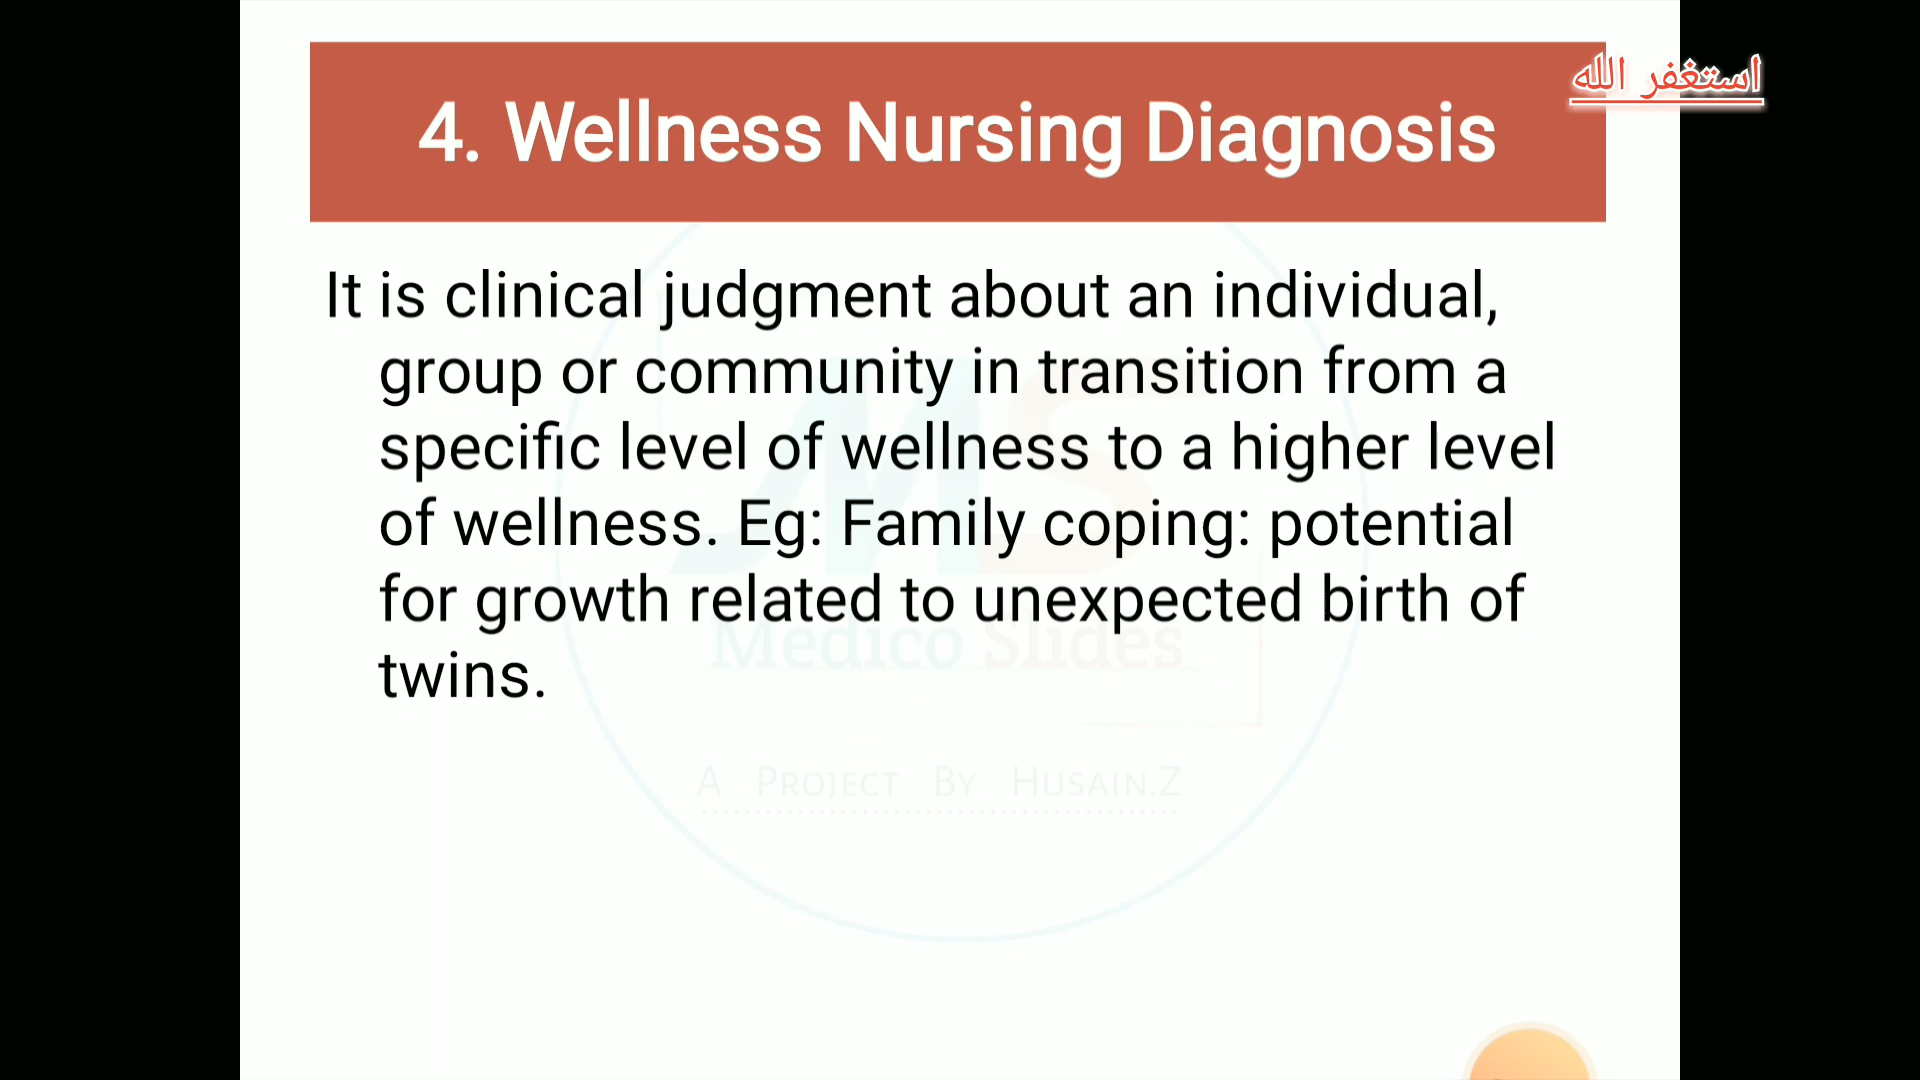 استغفر الله
4. Wellness Nursing Diagnosis
It is clinical judgment about an individual,
group or community in transition from a
specific level of wellness to a higher level
of wellness. Eg: Family coping: potential
for growth related to unexpected birth of
twins.
MS
Medico Slides
A Project By Husain.Z